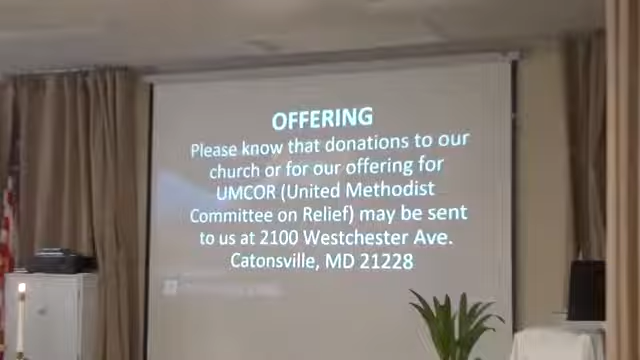 OFFERING
Please know that donations to our
church or for our offering for
UMCOR (United Methodist
Committee on Relief) may be sent
to us at 2100 Westchester Ave.
Catonsville, MD 21228